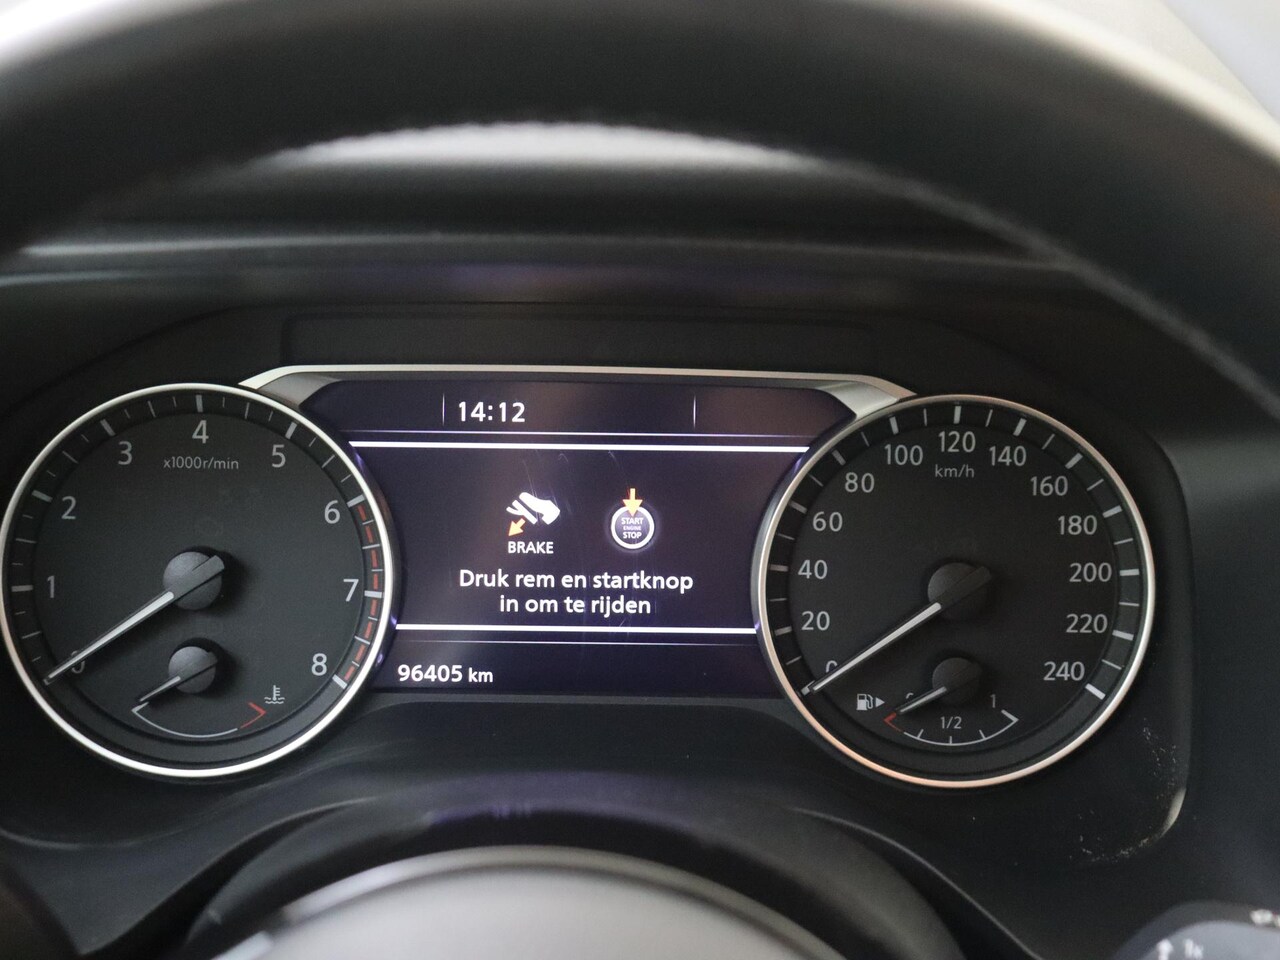 14:12
BRAKE
START
ENGINE
STOP
Druk rem en startknop
in om te rijden
96405 km
0
1
2
3
4
5
6
7
8
x1000r/min
0
20
40
60
80
100
120
140
160
180
200
220
240
km/h
0
1/2
1
1x